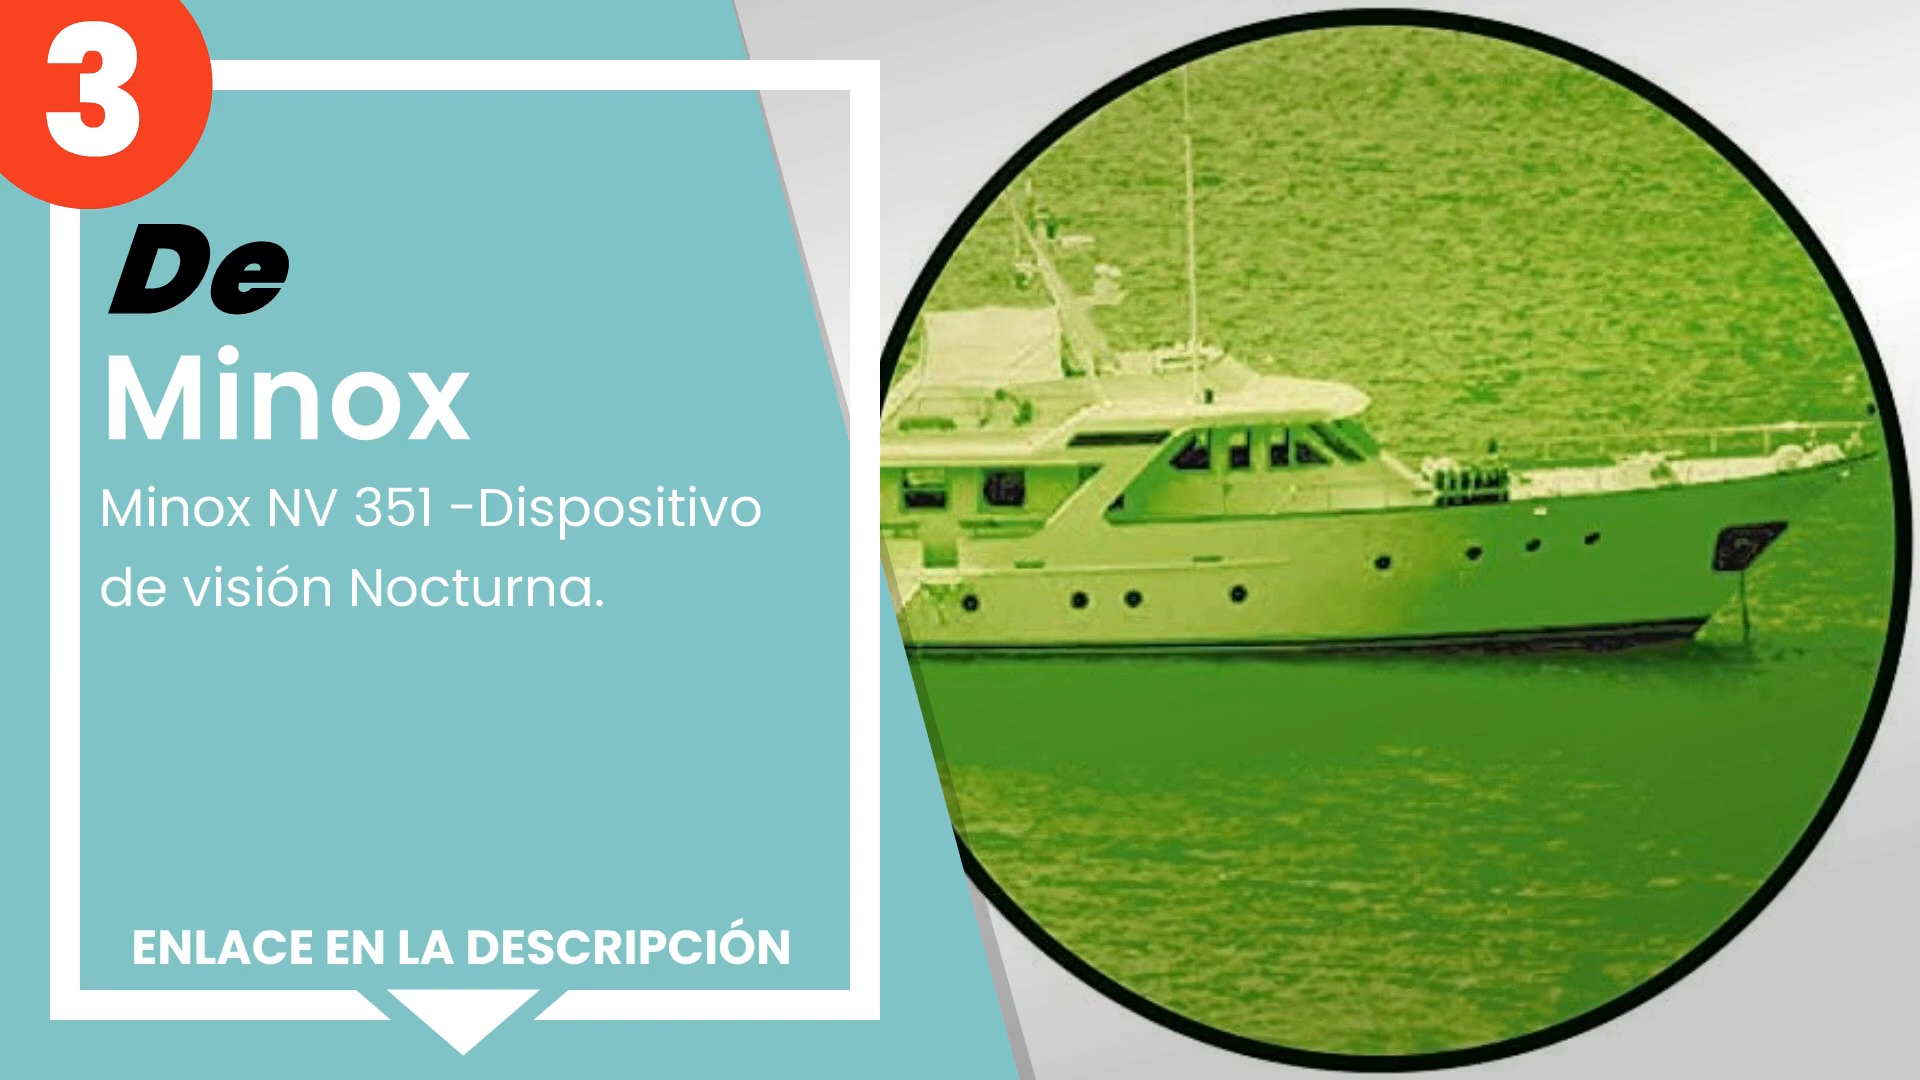 3
De
Minox
Minox NV 351 -Dispositivo
de visión Nocturna.
ENLACE EN LA DESCRIPCIÓN